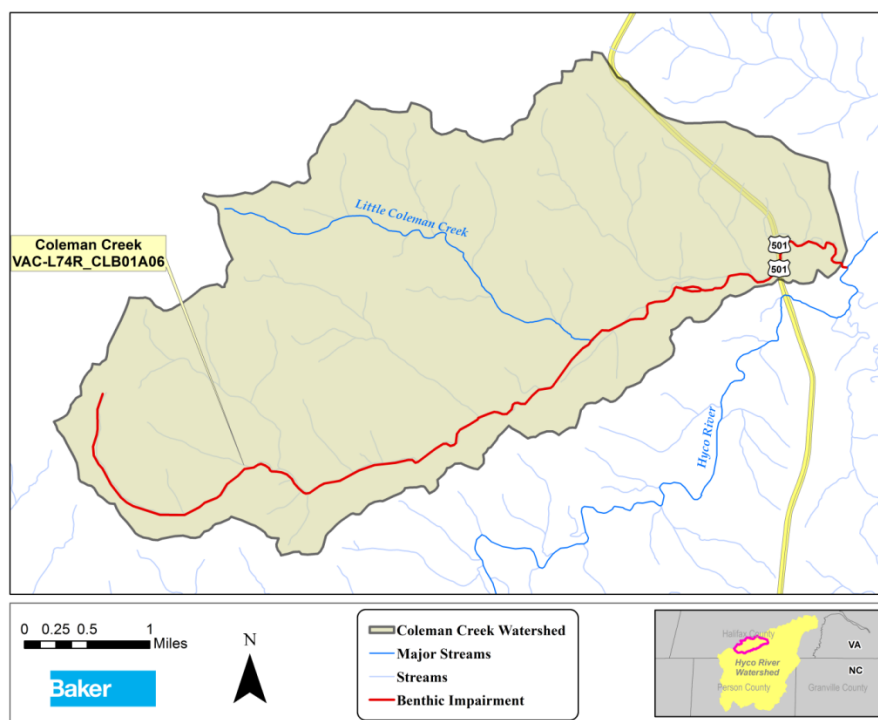 Little Coleman Creek
Coleman Creek
VAC-L74R_CLB01A06
501
501
Hyco River
0 0.25 0.5 1
Miles
Baker
N
Coleman Creek Watershed
Major Streams
Streams
Benthic Impairment
Halifax County
VA
Hyco River
Watershed
NC
Person County
Granville County